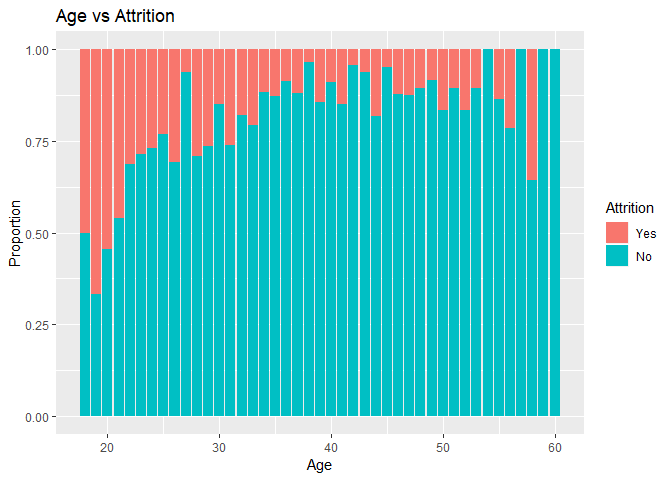 Age vs Attrition
1.00
0.75
0.50
0.25
0.00
Proportion
20 30 40 50 60
Age
Attrition
Yes
No